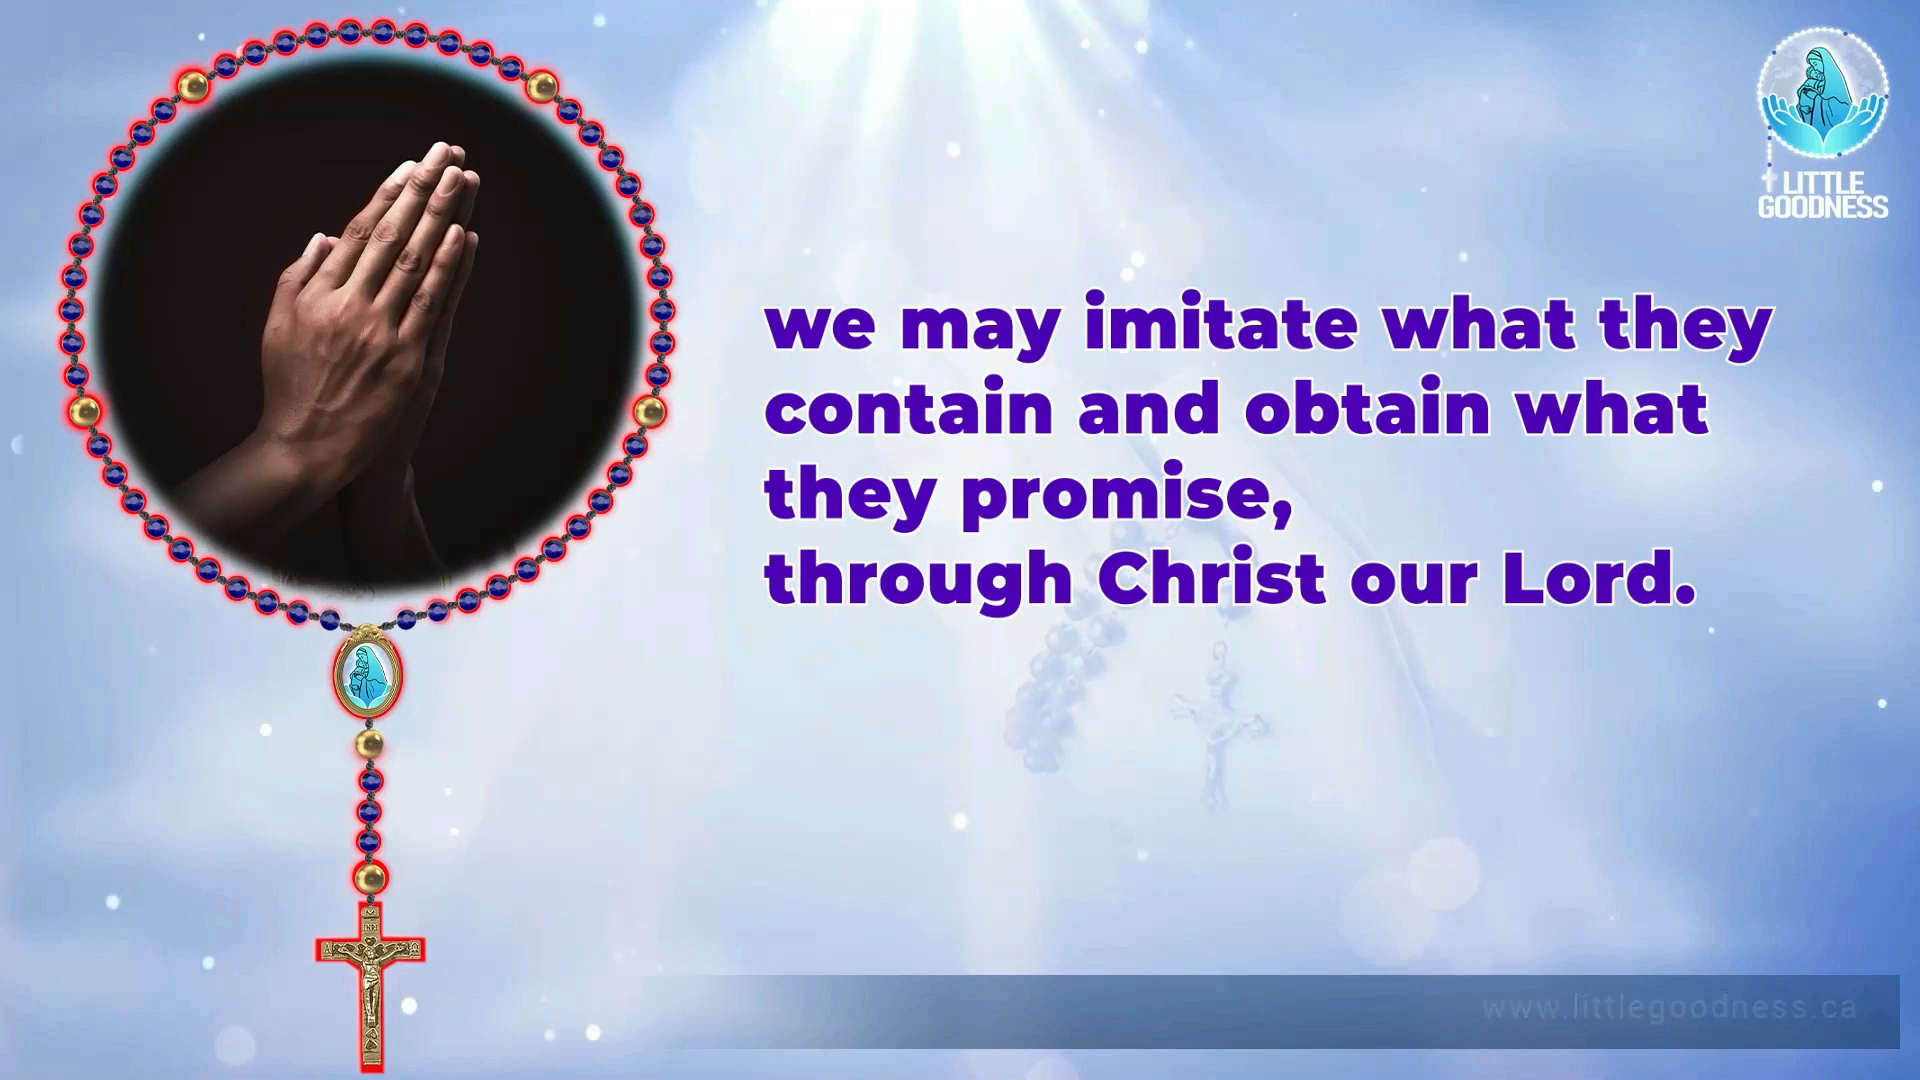 LITTLE
GOODNESS
we may imitate what they
contain and obtain what
they promise,
through Christ our Lord.
INRI
www.littlegoodness.ca